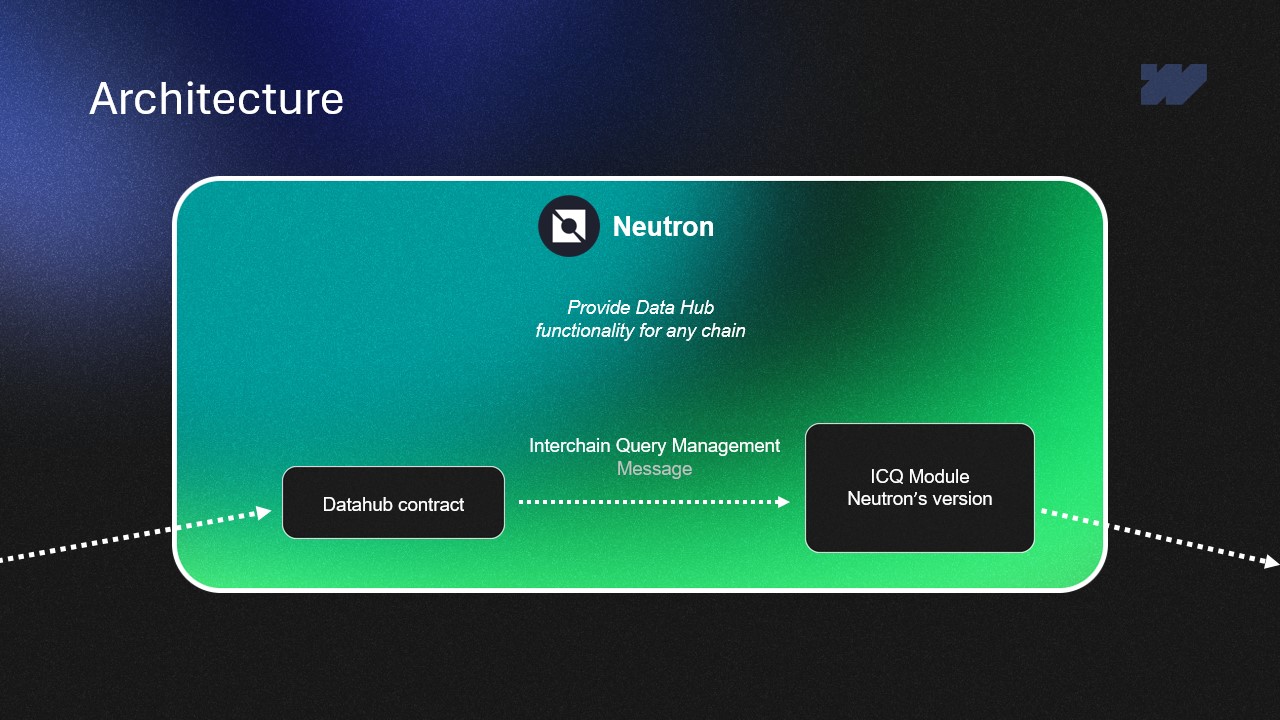 Architecture
Neutron
Provide Data Hub
functionality for any chain
Interchain Query Management
Message
Datahub contract
ICQ Module
Neutron’s version